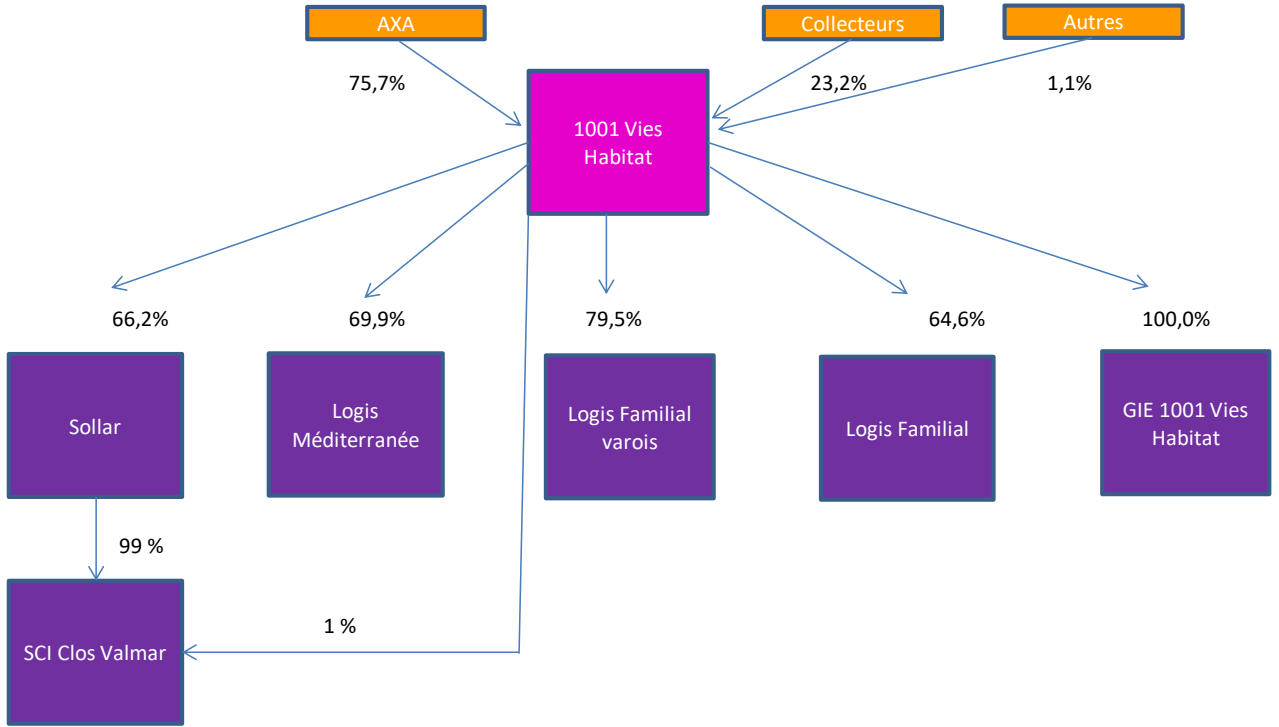 AXA
Collecteurs
Autres
75,7%
23,2%
1,1%
1001 Vies
Habitat
66,2%
69,9%
79,5%
64,6%
100,0%
Sollar
Logis
Méditerranée
Logis Familial
varois
Logis Familial
GIE 1001 Vies
Habitat
99 %
1 %
SCI Clos Valmar